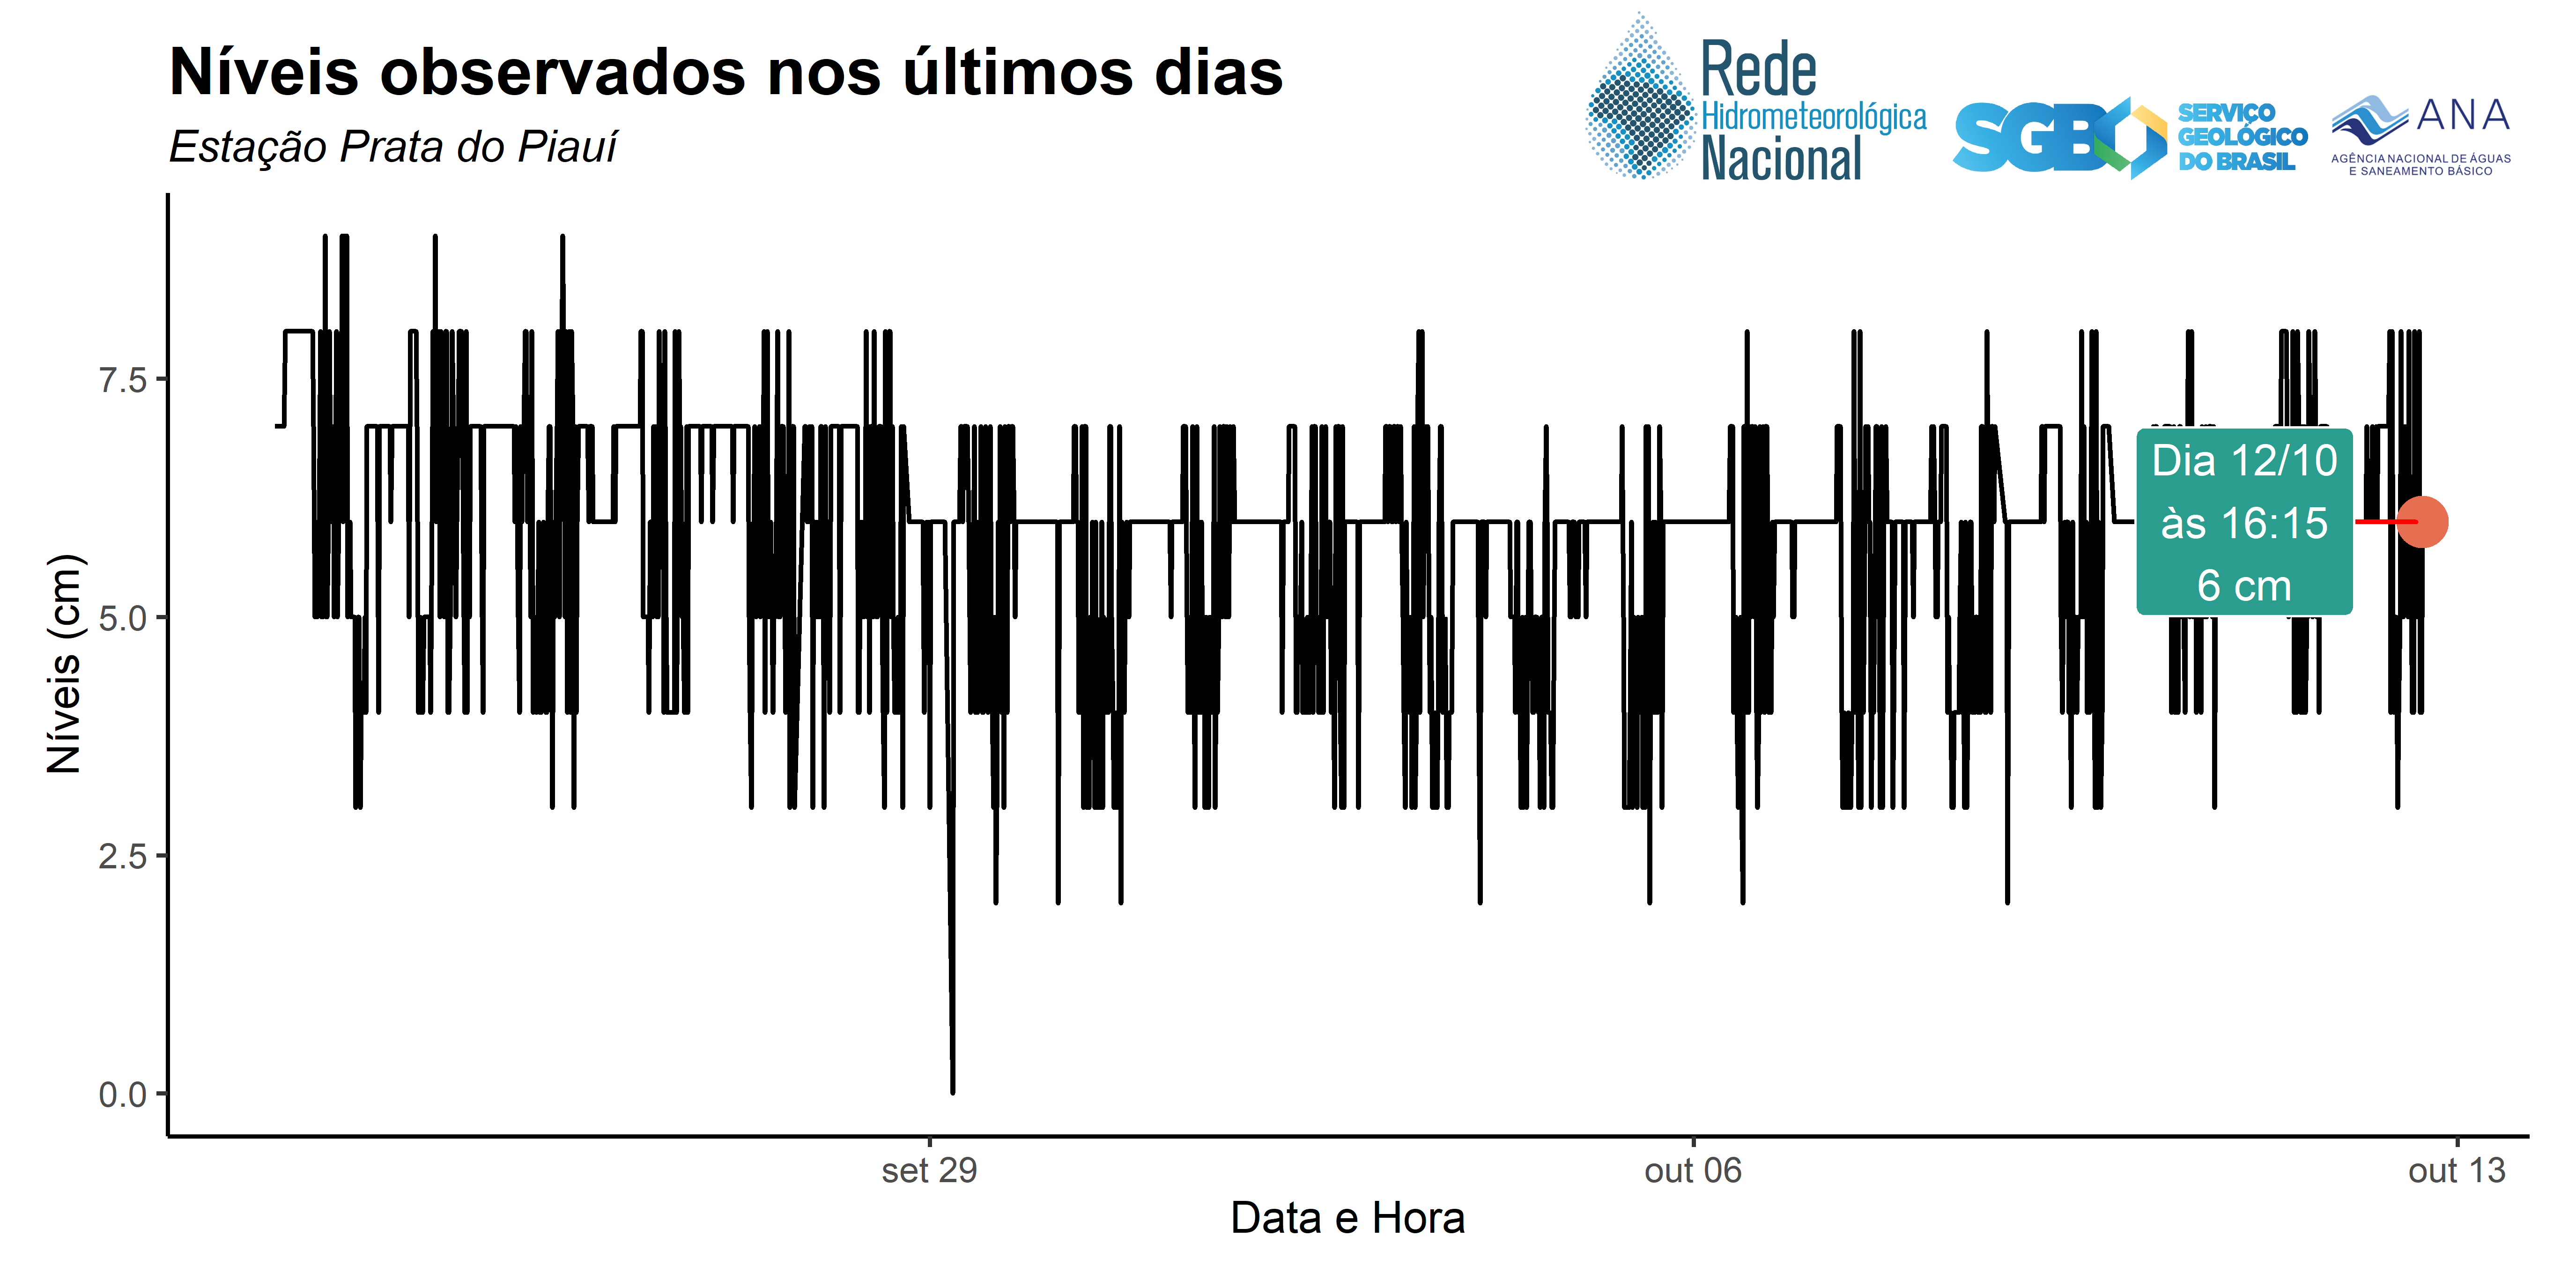 Níveis observados nos últimos dias
Estação Prata do Piauí
Rede
Hidrometeorológica
Nacional
SGB
SERVIÇO
GEOLÓGICO
DO BRASIL
ANA
AGÊNCIA NACIONAL DE ÁGUAS
E SANEAMENTO BÁSICO
Níveis (cm)
7.5
5.0
2.5
0.0
Dia 12/10
às 16:15
6 cm
set 29
out 06
out 13
Data e Hora